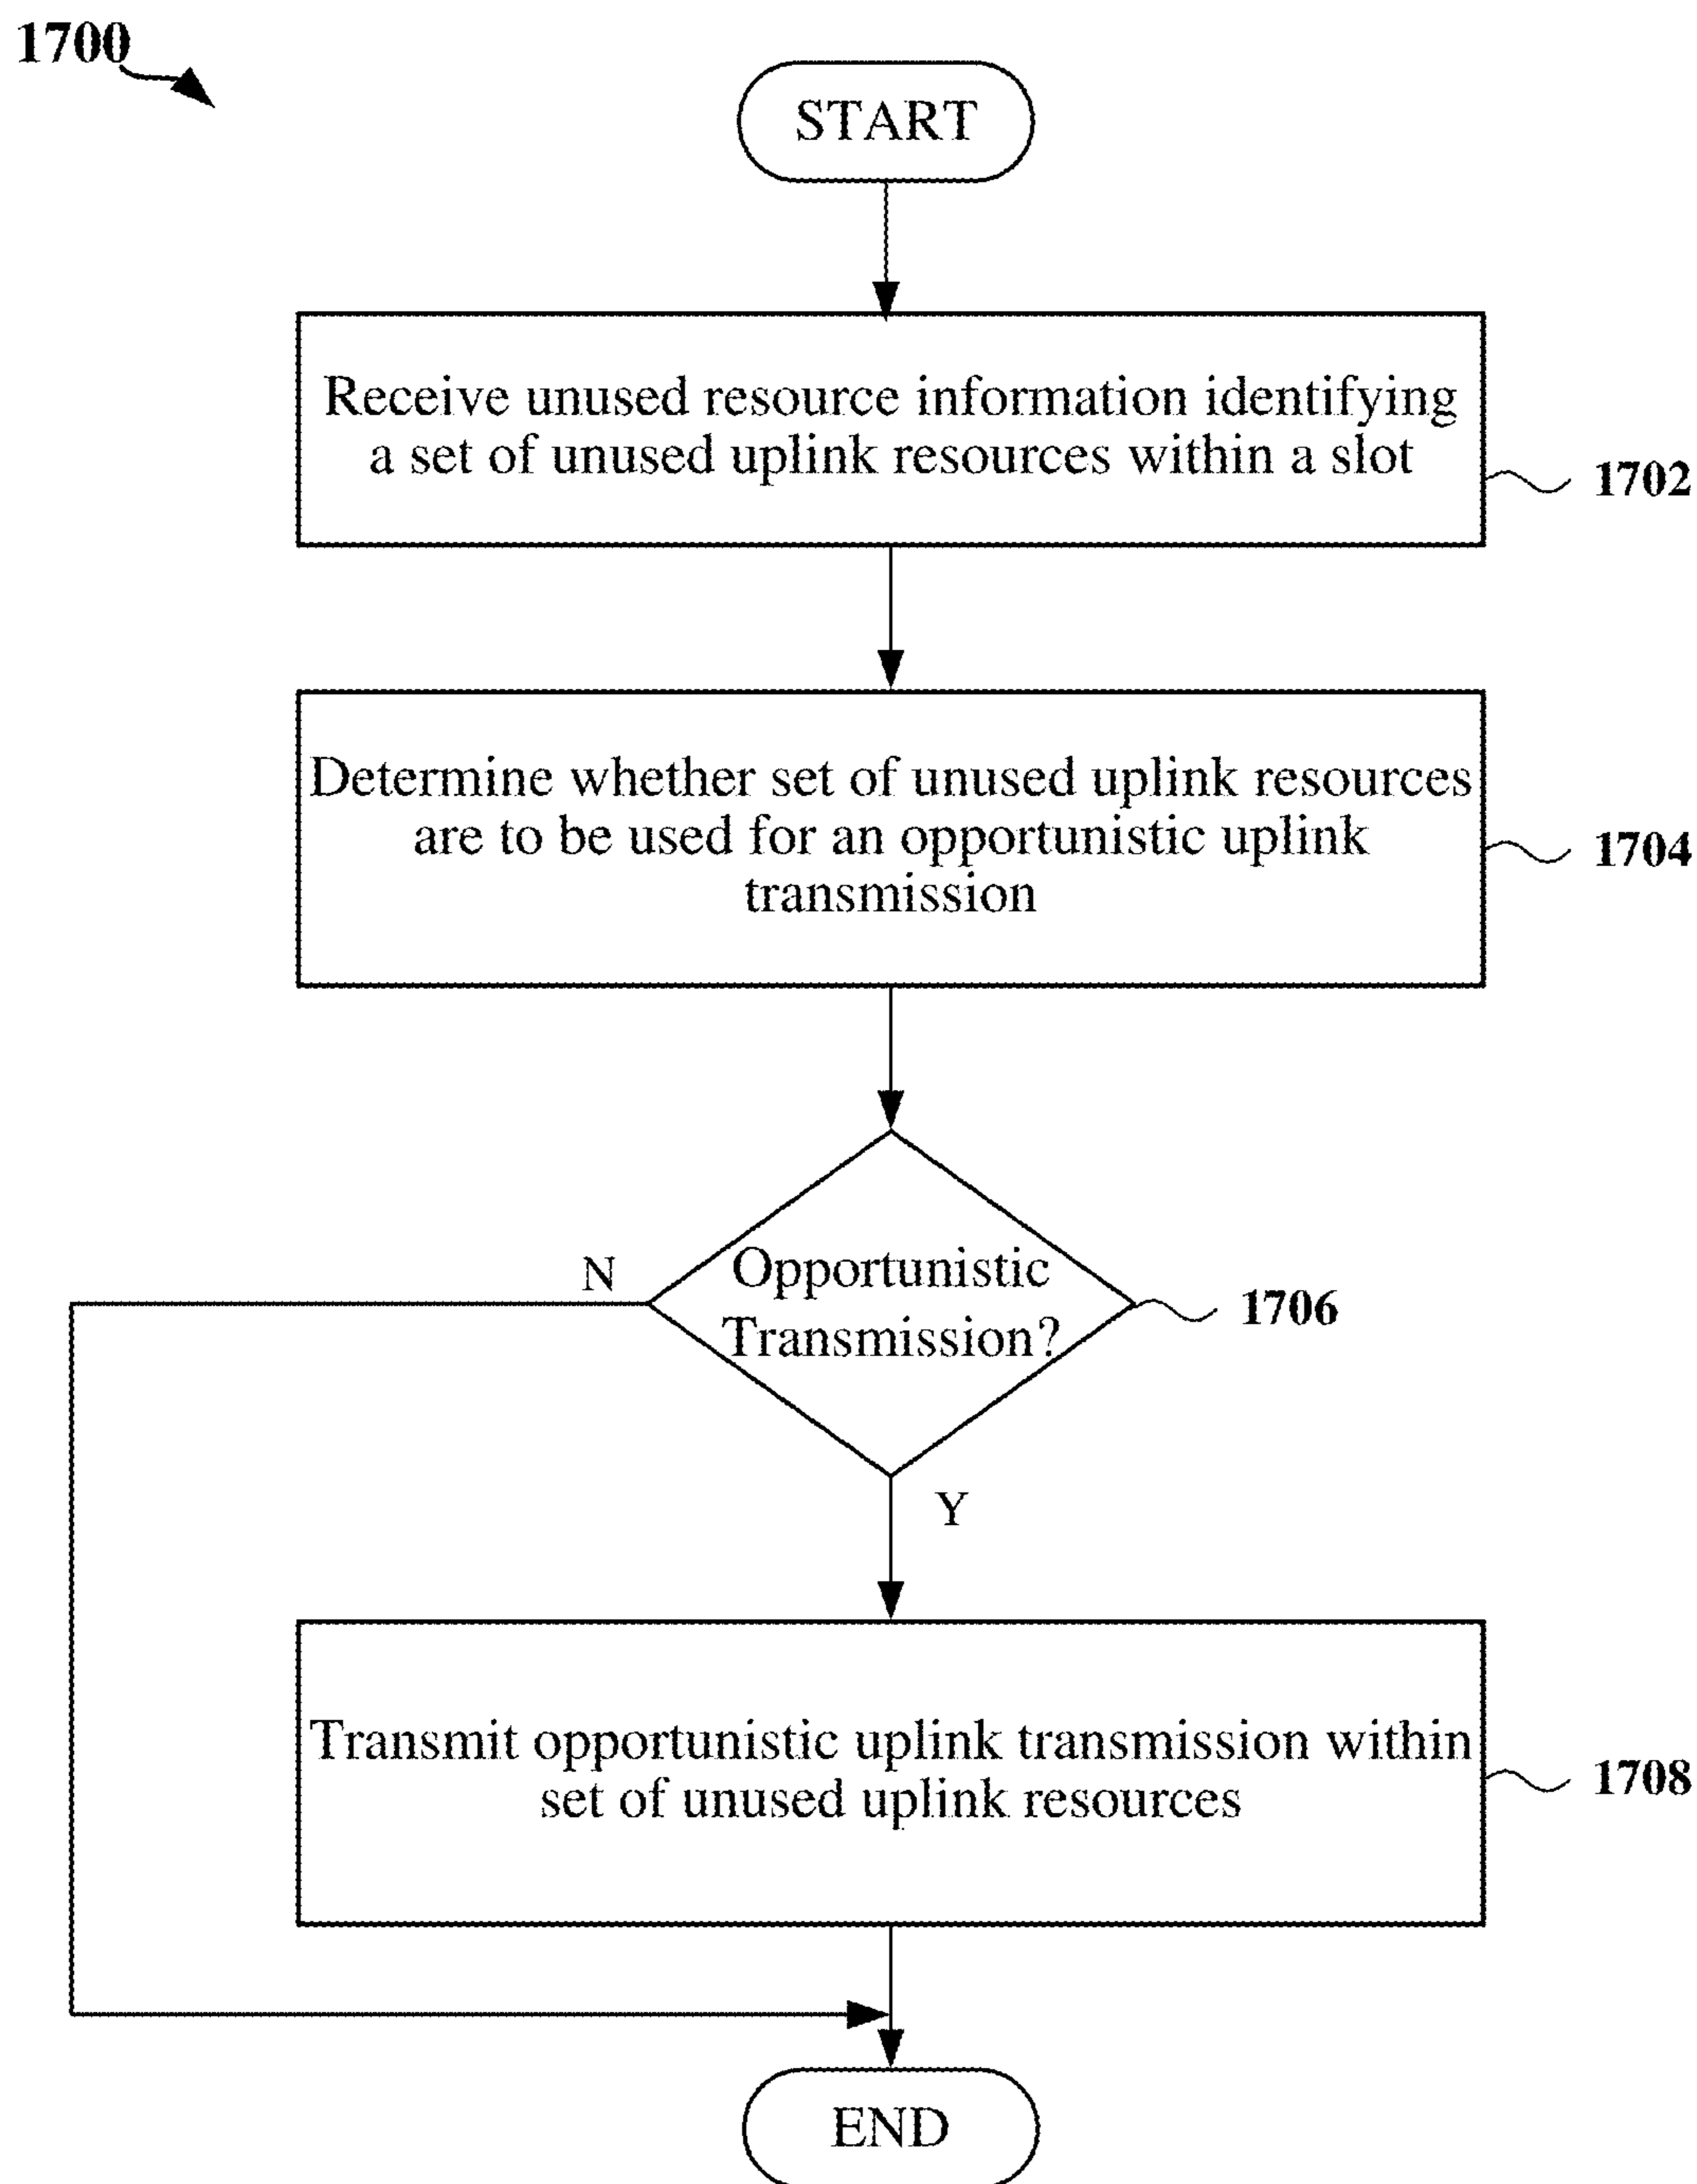 1700
START
Receive unused resource information identifying
a set of unused uplink resources within a slot
1702
Determine whether set of unused uplink resources
are to be used for an opportunistic uplink
transmission
1704
N
Opportunistic
Transmission?
1706
Y
Transmit opportunistic uplink transmission within
set of unused uplink resources
1708
END